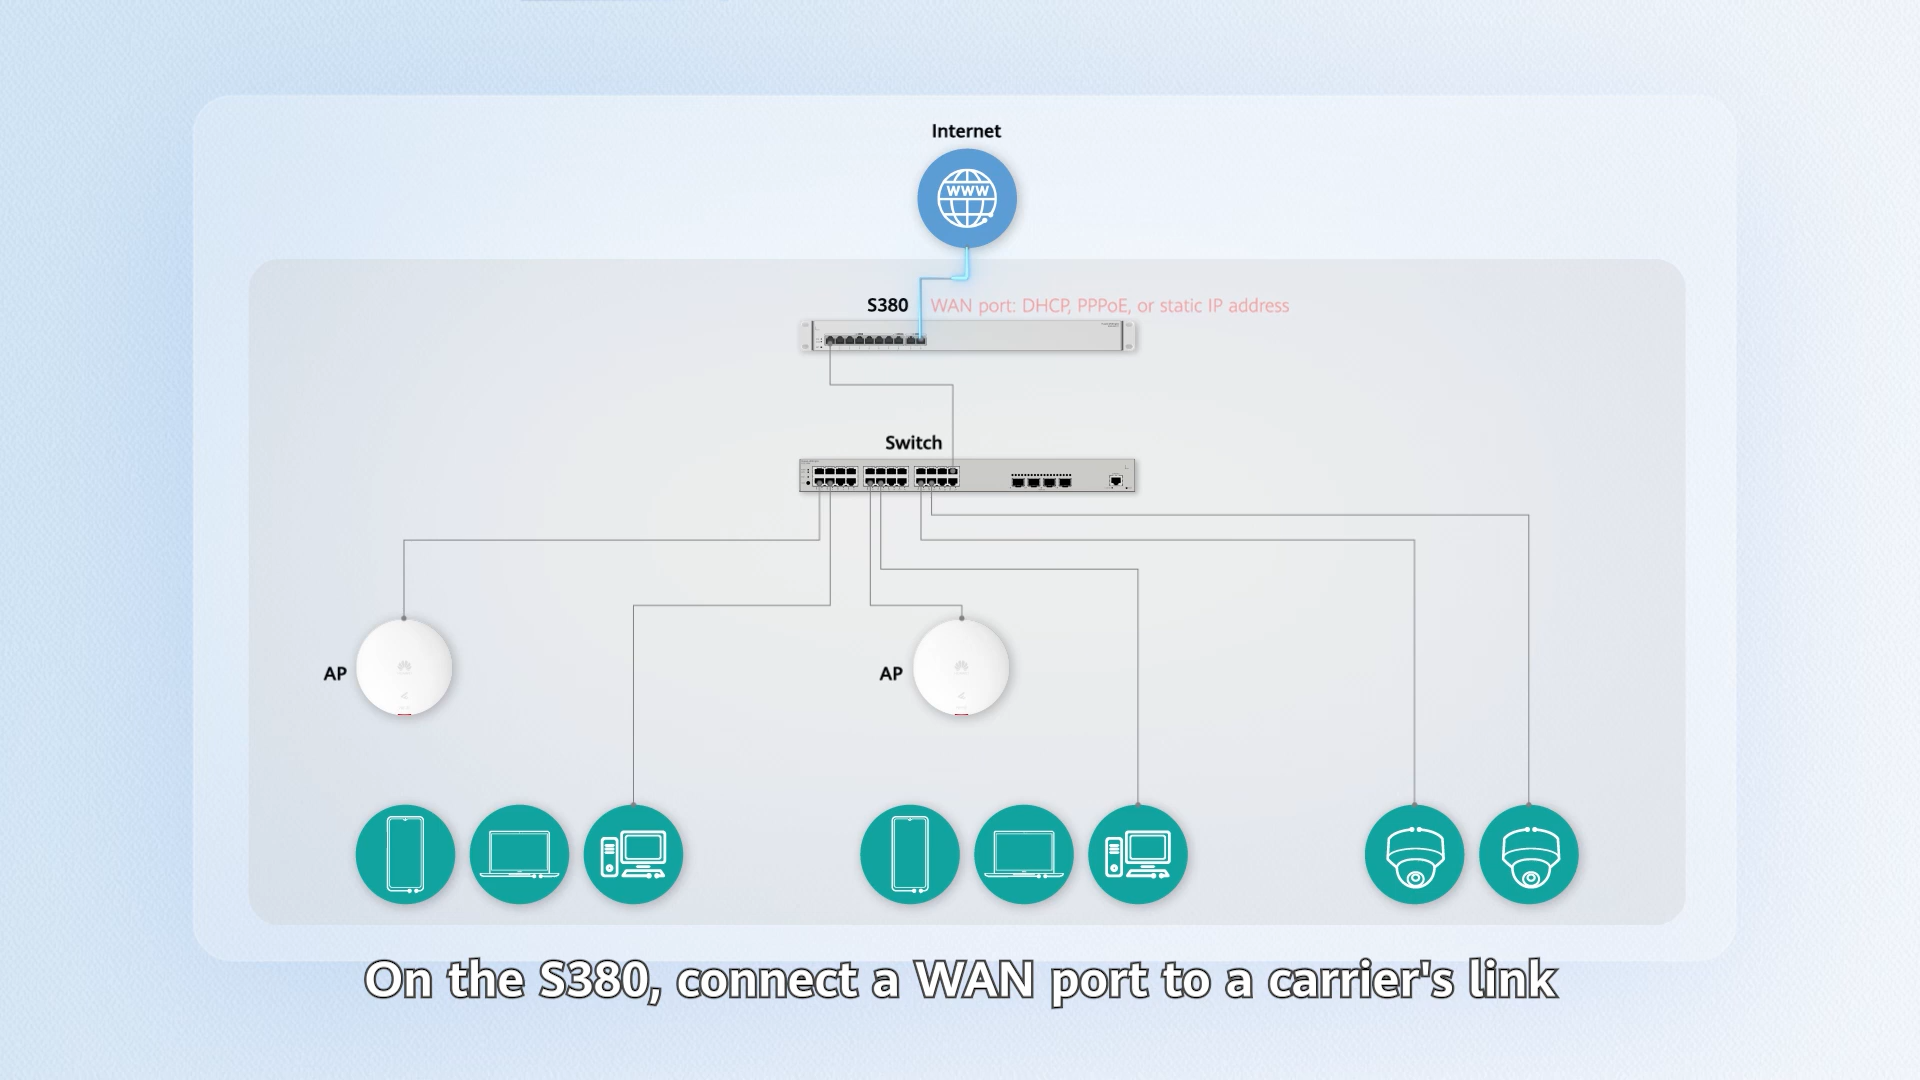 Internet
WWW
S380
WAN port: DHCP, PPPoE, or static IP address
Switch
AP
AP
On the S380, connect a WAN port to a carrier's link